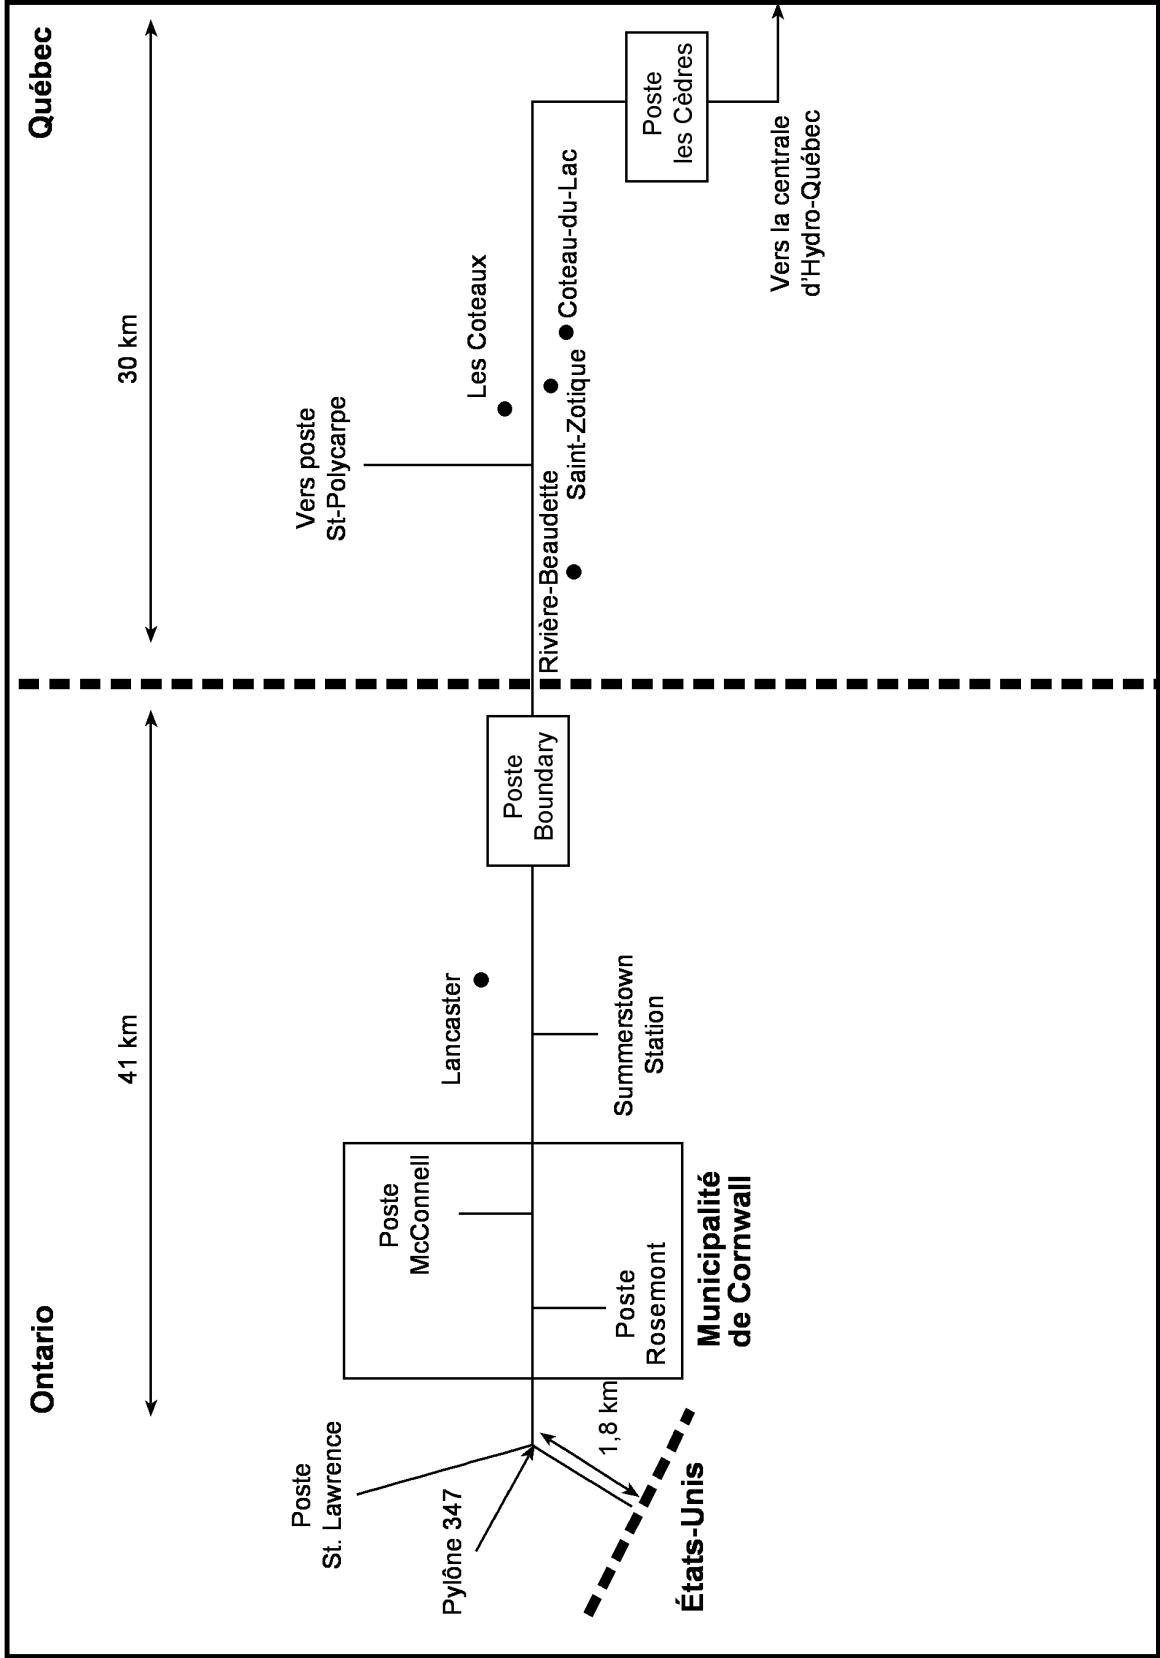 Ontario
Québec
41 km
30 km
Poste
St. Lawrence
Pylône 347
1,8 km
États-Unis
Poste
McConnell
Poste
Rosemont
Municipalité
de Cornwall
Lancaster
Summerstown
Station
Poste
Boundary
Vers poste
St-Polycarpe
Rivière-Beaudette
Les Coteaux
Saint-Zotique
Coteau-du-Lac
Poste
les Cèdres
Vers la centrale
d'Hydro-Québec